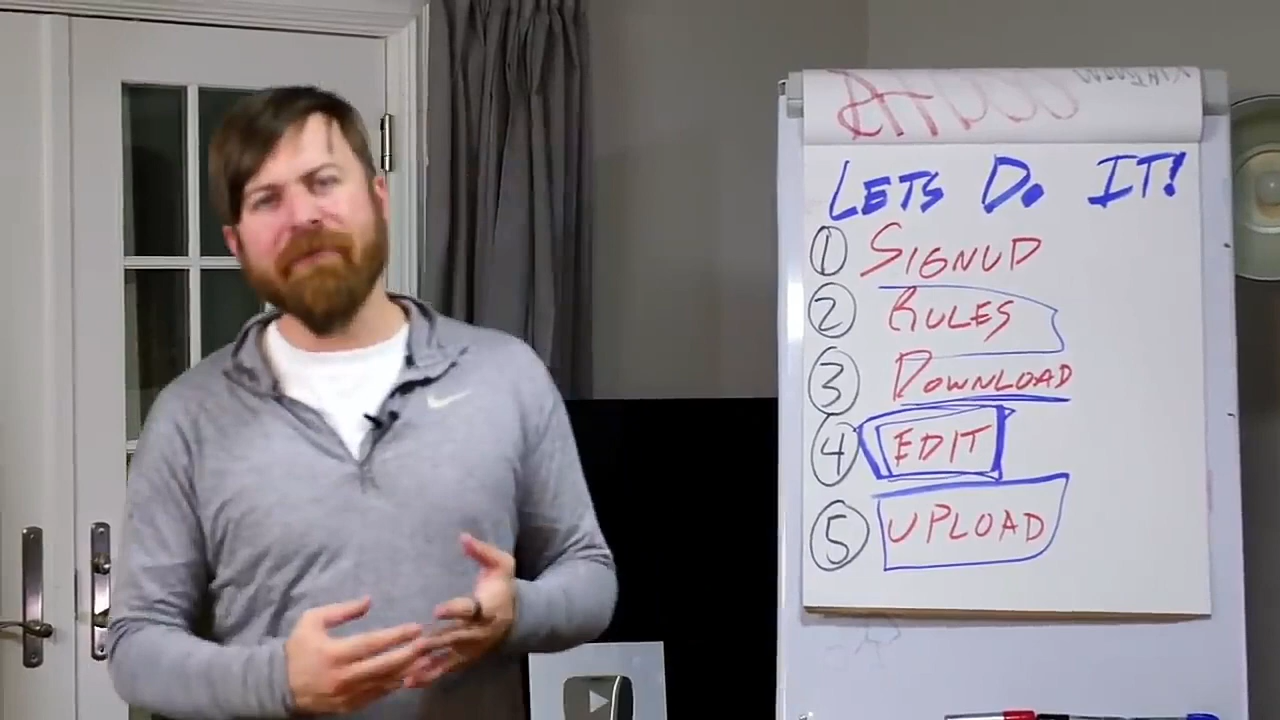 LETS DO IT!
1 SIGNUP
2 RULES
3 DOWNLOAD
4 EDIT
5 UPLOAD